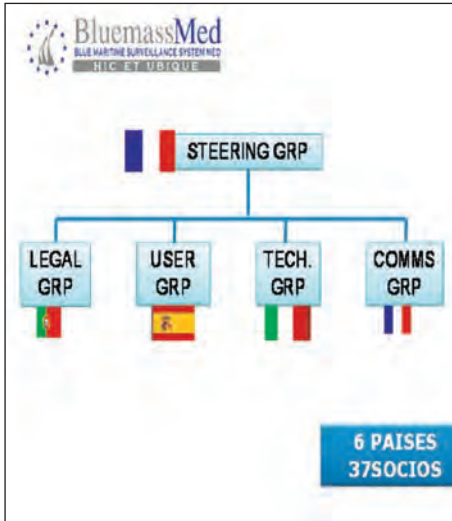 BluemassMed
BLUE MARITIME SURVEILLANCE SYSTEM MED
HIC ET UBIQUE
STEERING GRP
LEGAL
GRP
USER
GRP
TECH.
GRP
COMMS
GRP
6 PAISES
37SOCIOS